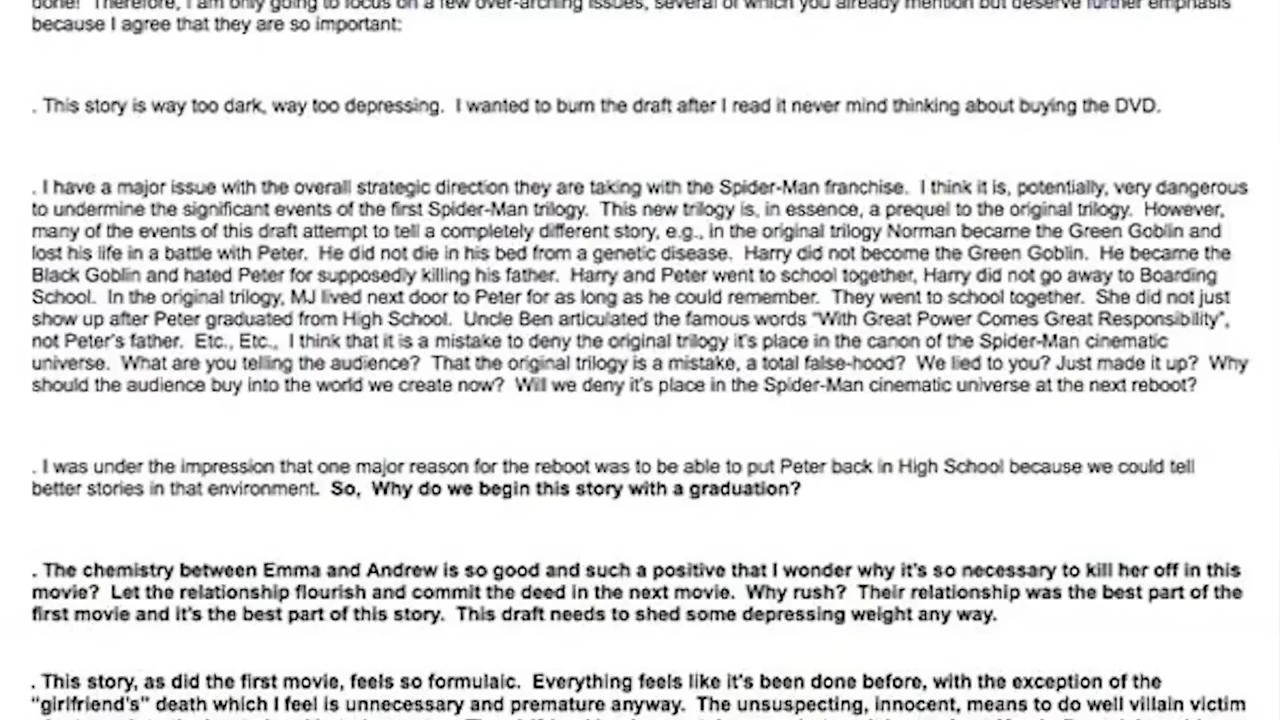 done! Therefore, I am only going to focus on a few over-arching issues, several of which you already mention but deserve further emphasis
because I agree that they are so important:
. This story is way too dark, way too depressing. I wanted to burn the draft after I read it never mind thinking about buying the DVD.
. I have a major issue with the overall strategic direction they are taking with the Spider-Man franchise. I think it is, potentially, very dangerous
to undermine the significant events of the first Spider-Man trilogy. This new trilogy is, in essence, a prequel to the original trilogy. However,
many of the events of this draft attempt to tell a completely different story, e.g., in the original trilogy Norman became the Green Goblin and
lost his life in a battle with Peter. He did not die in his bed from a genetic disease. Harry did not become the Green Goblin. He became the
Black Goblin and hated Peter for supposedly killing his father. Harry and Peter went to school together, Harry did not go away to Boarding
School. In the original trilogy, MJ lived next door to Peter for as long as he could remember. They went to school together. She did not just
show up after Peter graduated from High School. Uncle Ben articulated the famous words "With Great Power Comes Great Responsibility",
not Peter's father. Etc., Etc., I think that it is a mistake to deny the original trilogy it's place in the canon of the Spider-Man cinematic
universe. What are you telling the audience? That the original trilogy is a mistake, a total false-hood? We lied to you? Just made it up? Why
should the audience buy into the world we create now? Will we deny it's place in the Spider-Man cinematic universe at the next reboot?
. I was under the impression that one major reason for the reboot was to be able to put Peter back in High School because we could tell
better stories in that environment. So, Why do we begin this story with a graduation?
. The chemistry between Emma and Andrew is so good and such a positive that I wonder why it's so necessary to kill her off in this
movie? Let the relationship flourish and commit the deed in the next movie. Why rush? Their relationship was the best part of the
first movie and it's the best part of this story. This draft needs to shed some depressing weight any way.
. This story, as did the first movie, feels so formulaic. Everything feels like it's been done before, with the exception of the
"girlfriend's" death which I feel is unnecessary and premature anyway. The unsuspecting, innocent, means to do well villain victim